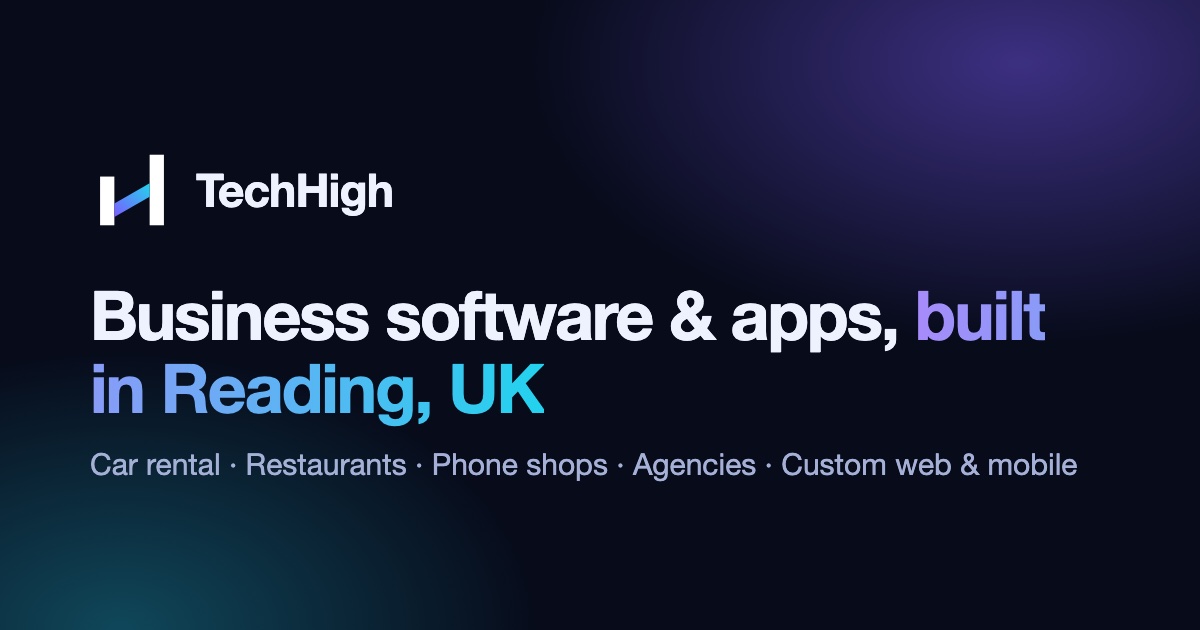 TechHigh
Business software & apps, built
in Reading, UK
Car rental · Restaurants · Phone shops · Agencies · Custom web & mobile